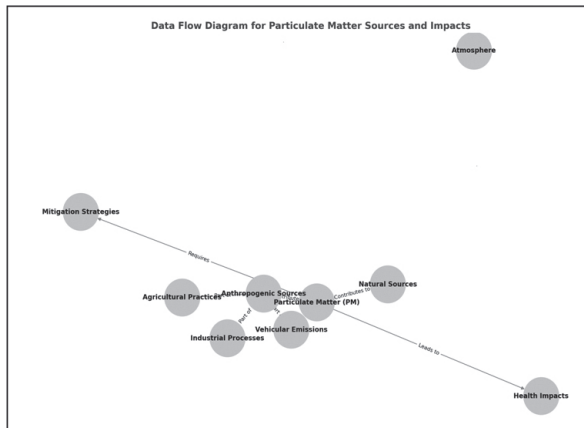 Data Flow Diagram for Particulate Matter Sources and Impacts
Atmosphere
Mitigation Strategies
Requires
Natural Sources
Contributes to
Anthropogenic Sources
Agricultural Practices
Particulate Matter (PM)
Part of
Vehicular Emissions
Industrial Processes
Leads to
Health Impacts